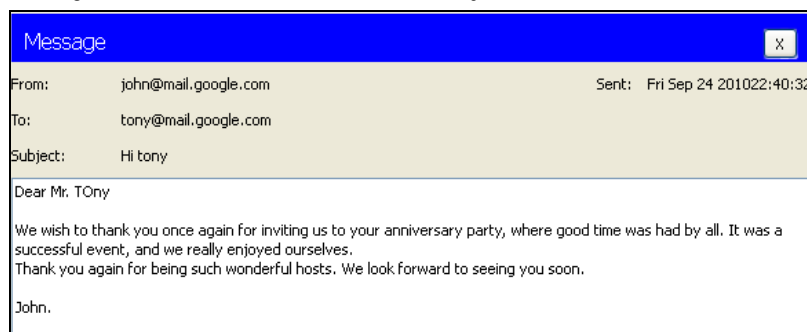 Message
X
From: john@mail.google.com Sent: Fri Sep 24 201022:40:32
To: tony@mail.google.com
Subject: Hi tony
Dear Mr. TOny
We wish to thank you once again for inviting us to your anniversary party, where good time was had by all. It was a
successful event, and we really enjoyed ourselves.
Thank you again for being such wonderful hosts. We look forward to seeing you soon.
John.